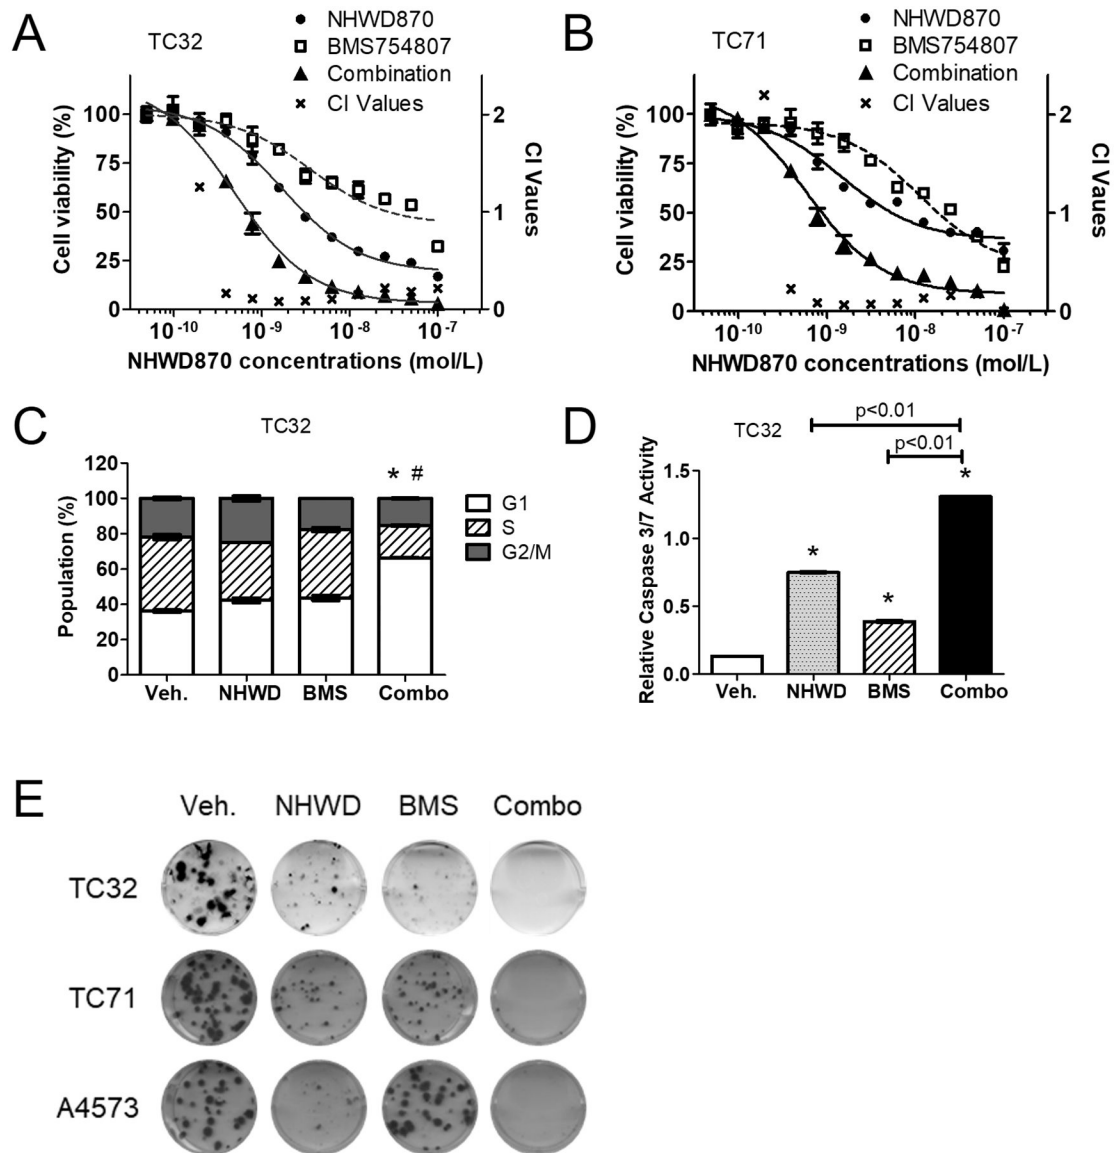 A
TC32
NHWD870
BMS754807
Combination
CI Values
Cell viability (%)
100
75
50
25
0
2
1
0
CI Vaues
10-10
10-9
10-8
10-7
NHWD870 concentrations (mol/L)
B
TC71
NHWD870
BMS754807
Combination
CI Values
Cell viability (%)
100
75
50
25
0
2
1
0
CI Vaues
10-10
10-9
10-8
10-7
NHWD870 concentrations (mol/L)
C
TC32
Population (%)
120
100
80
60
40
20
0
* #
G1
S
G2/M
Veh. NHWD BMS Combo
D
TC32
p<0.01
p<0.01
Relative Caspase 3/7 Activity
1.5
1.0
0.5
0.0
*
*
*
Veh. NHWD BMS Combo
E
Veh. NHWD BMS Combo
TC32
TC71
A4573